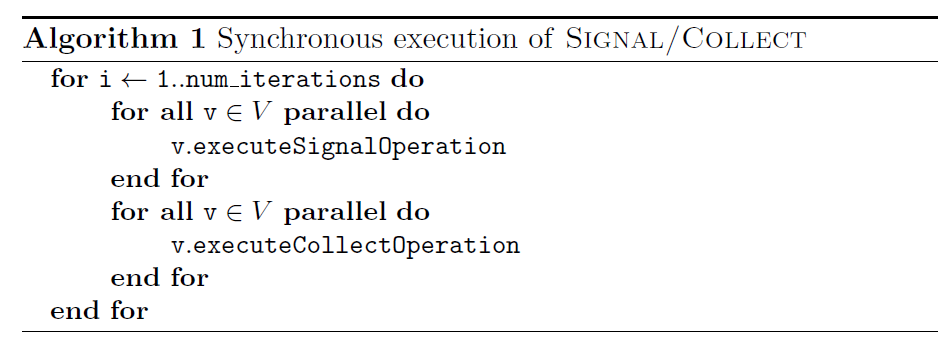 Algorithm 1 Synchronous execution of SIGNAL/COLLECT
for i ← 1..num_iterations do
for all v ∈ V parallel do
v.executeSignalOperation
end for
for all v ∈ V parallel do
v.executeCollectOperation
end for
end for